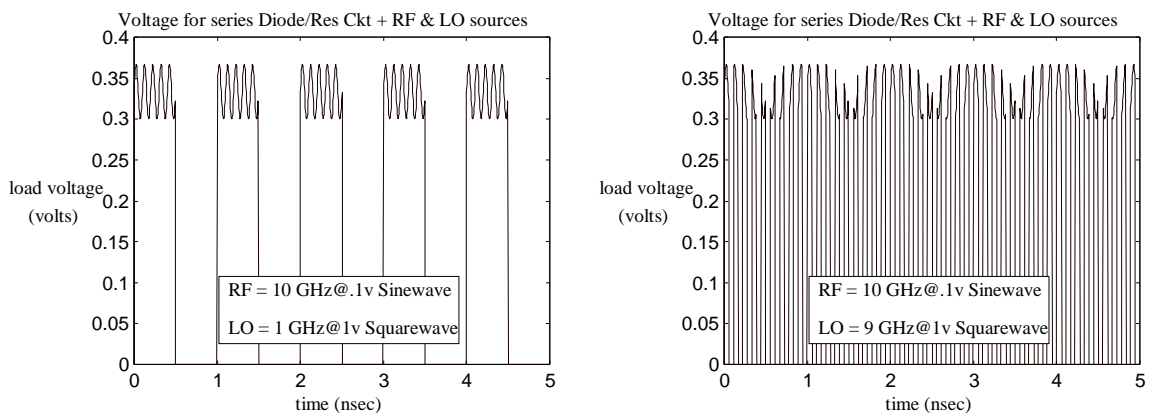 Voltage for series Diode/Res Ckt + RF & LO sources
0.4
0.35
0.3
0.25
load voltage
0.2
(volts)
0.15
0.1
RF = 10 GHz@.1v Sinewave
0.05
LO = 1 GHz@1v Squarewave
0
0 1 2 3 4 5
time (nsec)
Voltage for series Diode/Res Ckt + RF & LO sources
0.4
0.35
0.3
0.25
load voltage
0.2
(volts)
0.15
0.1
RF = 10 GHz@.1v Sinewave
0.05
LO = 9 GHz@1v Squarewave
0
0 1 2 3 4 5
time (nsec)